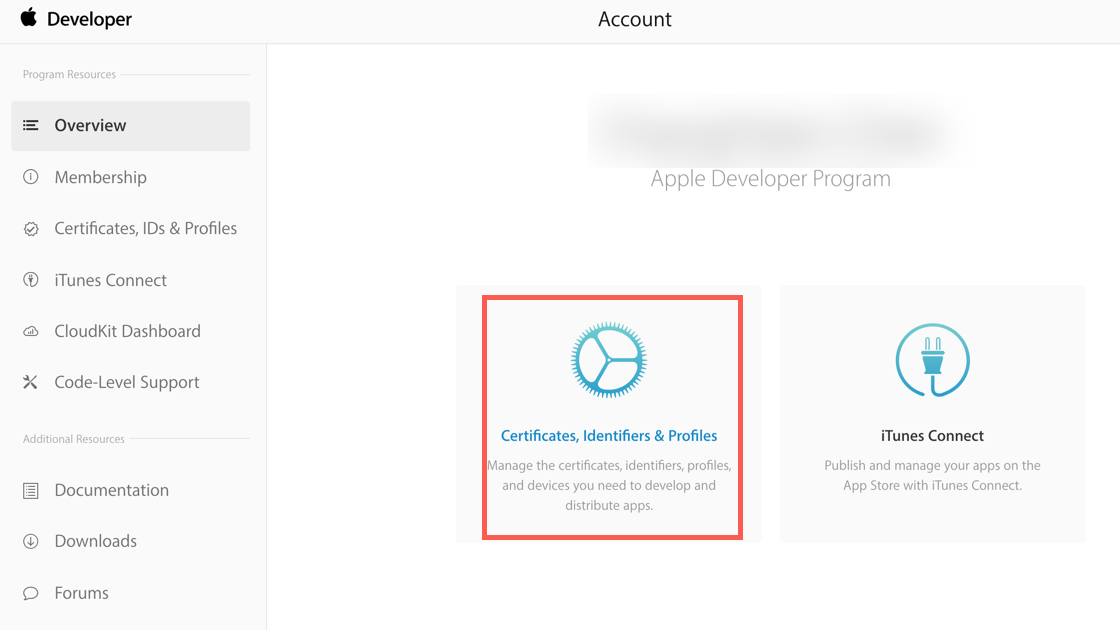 Developer
Account
Program Resources
Overview
Membership
Certificates, IDs & Profiles
iTunes Connect
CloudKit Dashboard
Code-Level Support
Additional Resources
Documentation
Downloads
Forums
Apple Developer Program
Certificates, Identifiers & Profiles
Manage the certificates, identifiers, profiles,
and devices you need to develop and
distribute apps.
iTunes Connect
Publish and manage your apps on the
App Store with iTunes Connect.